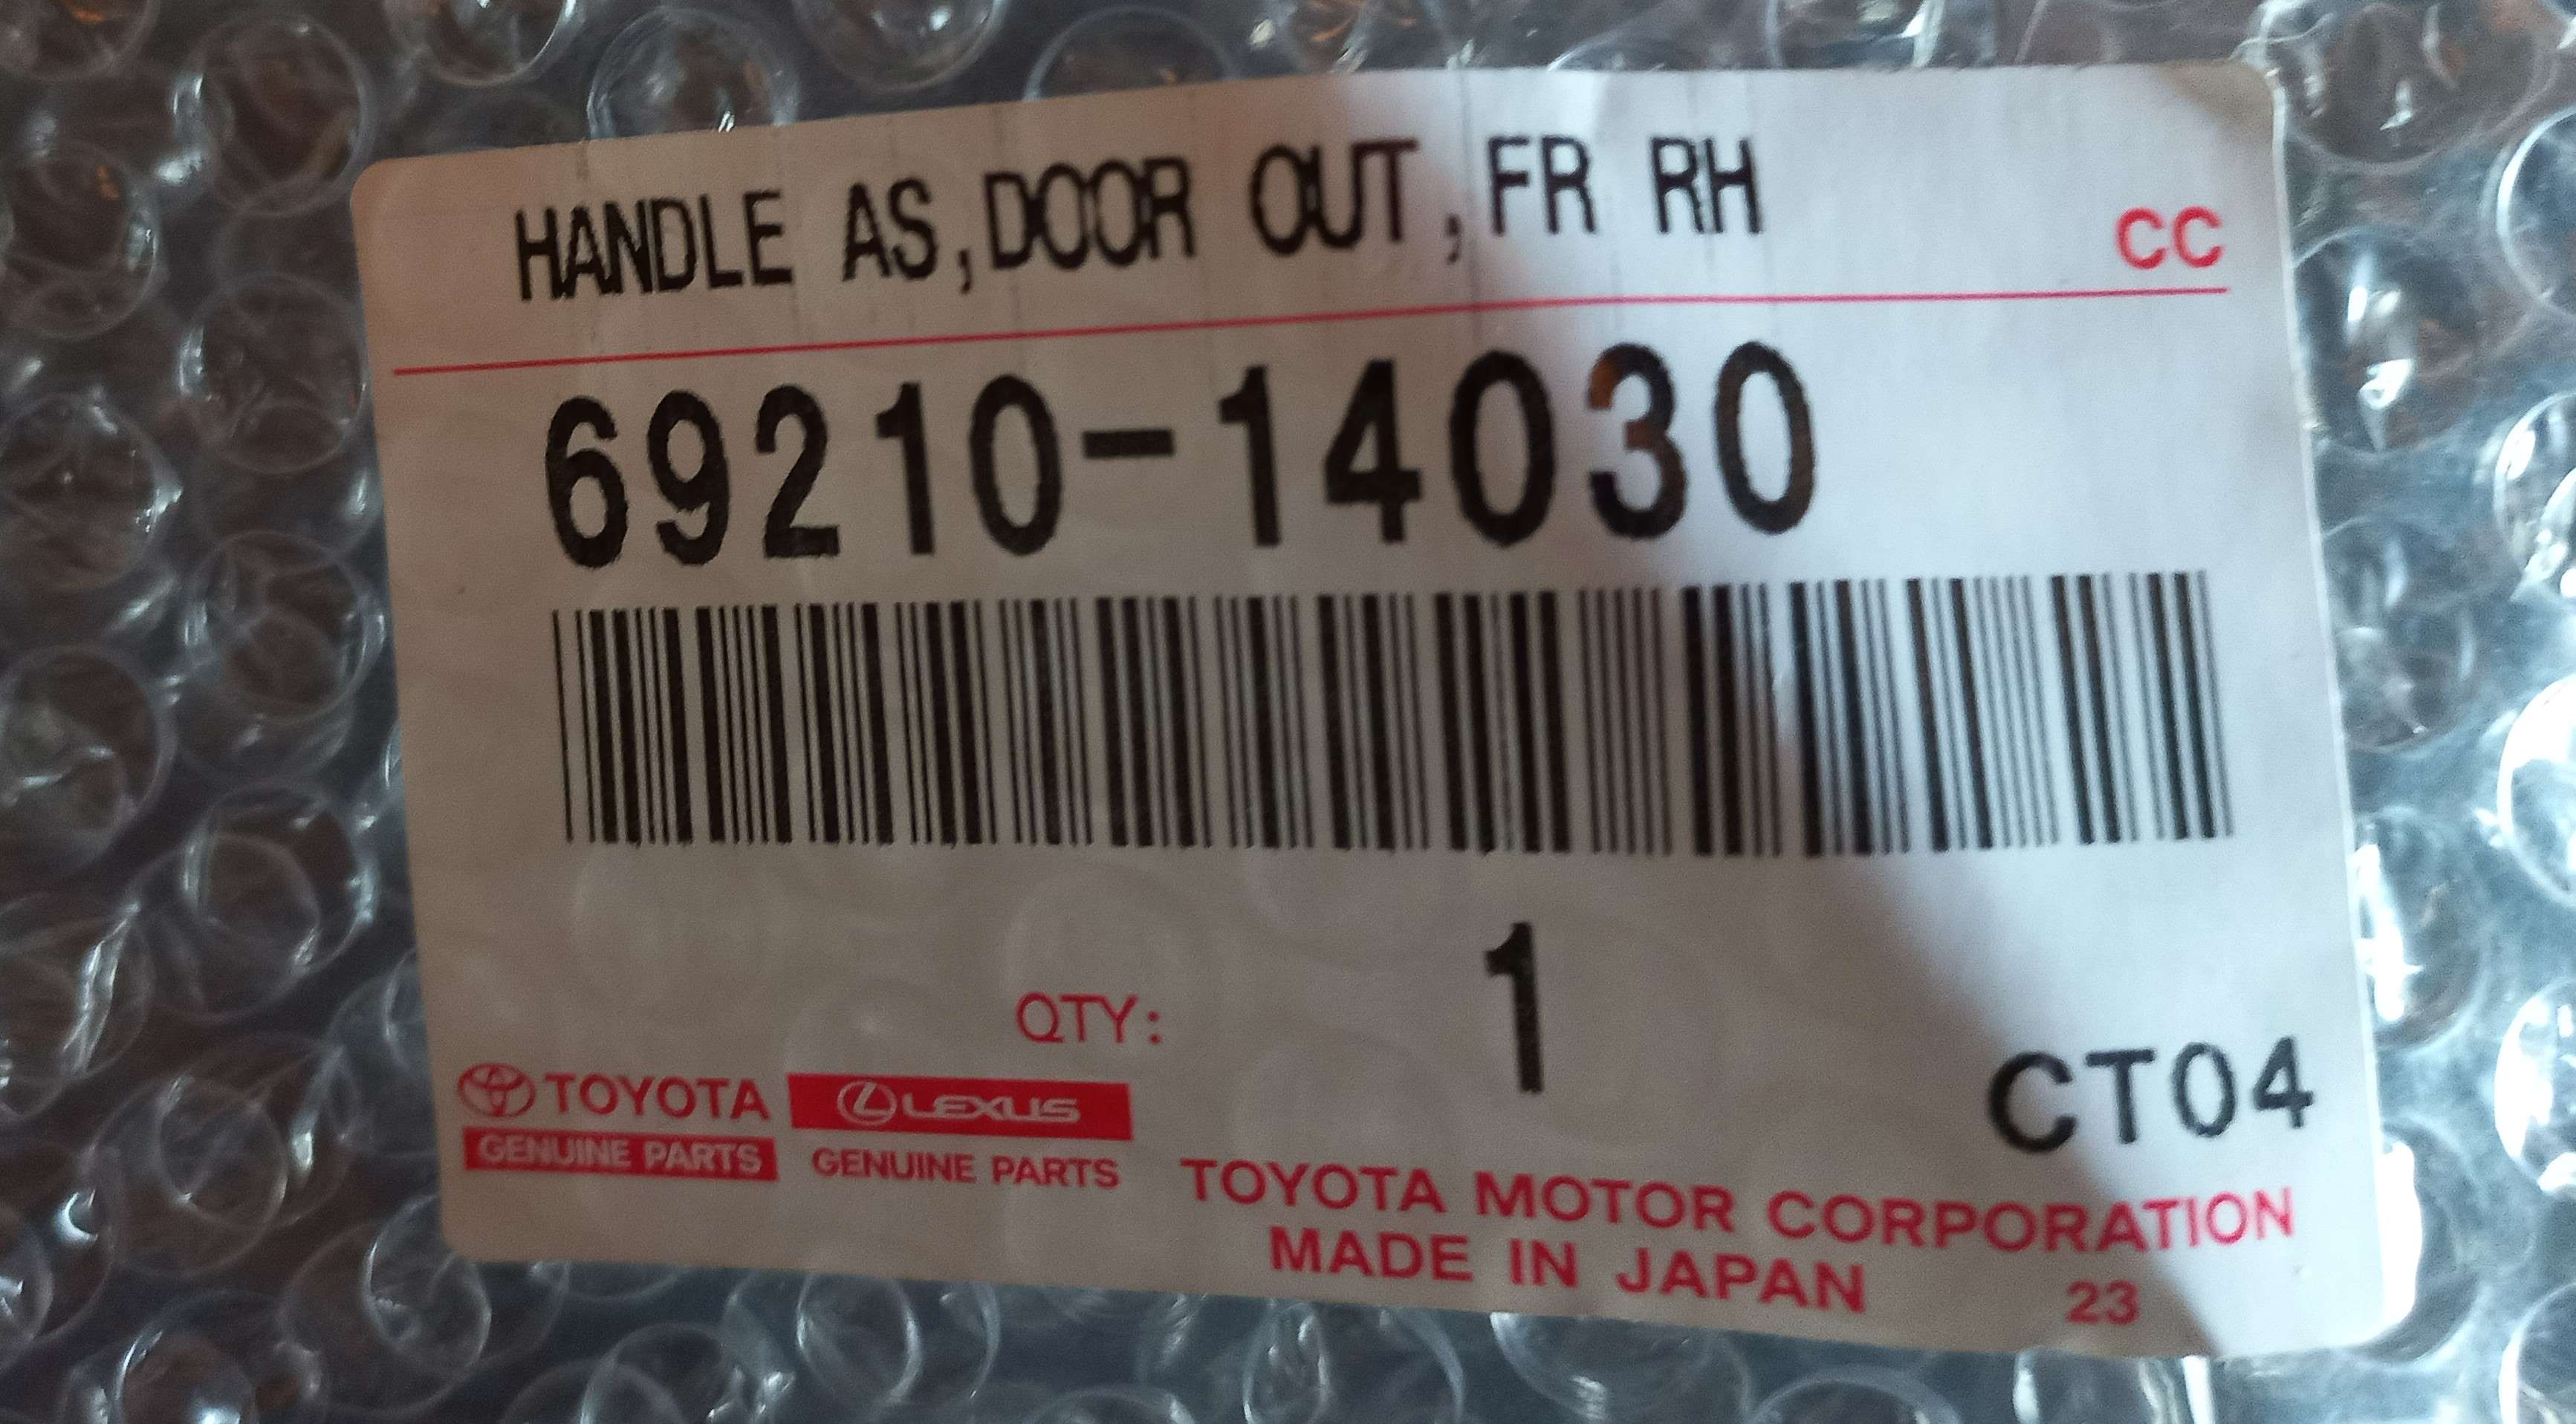 HANDLE AS,DOOR OUT,FR RH
CC
69210-14030
QTY: 1
CT04
TOYOTA
GENUINE PARTS
LEXUS
GENUINE PARTS
TOYOTA MOTOR CORPORATION
MADE IN JAPAN 23